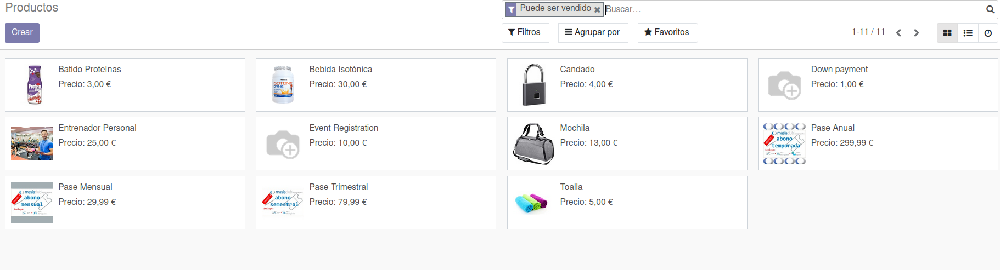 Productos
Puede ser vendido
Buscar...
Crear
Filtros
Agrupar por
Favoritos
1-11 / 11
Batido Proteínas
Precio: 3,00 €
Protein
Bebida Isotónica
Precio: 30,00 €
ISOTONIC
DRINK
Candado
Precio: 4,00 €
Down payment
Precio: 1,00 €
Entrenador Personal
Precio: 25,00 €
Event Registration
Precio: 10,00 €
Mochila
Precio: 13,00 €
Pase Anual
Precio: 299,99 €
masiaclub
abono
temporada
incluye:
Pase Mensual
Precio: 29,99 €
masiaclub
abono
mensual
incluye:
Pase Trimestral
Precio: 79,99 €
masiaclub
abono
semestral
incluye:
Toalla
Precio: 5,00 €